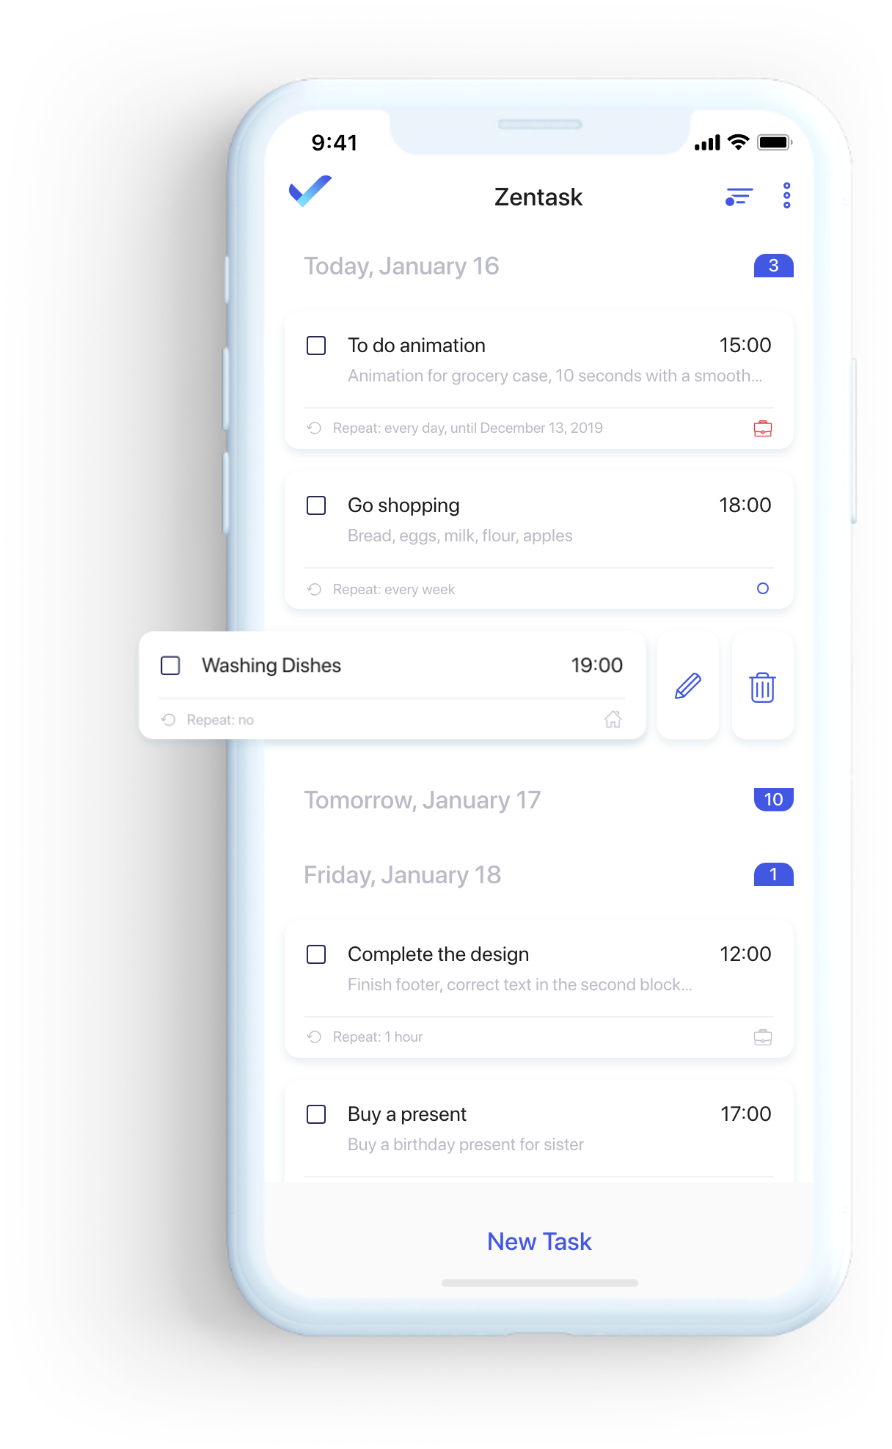 9:41
Zentask
Today, January 16 3
To do animation 15:00
Animation for grocery case, 10 seconds with a smooth...
Repeat: every day, until December 13, 2019
Go shopping 18:00
Bread, eggs, milk, flour, apples
Repeat: every week
Washing Dishes 19:00
Repeat: no
Tomorrow, January 17 10
Friday, January 18 1
Complete the design 12:00
Finish footer, correct text in the second block...
Repeat: 1 hour
Buy a present 17:00
Buy a birthday present for sister
New Task